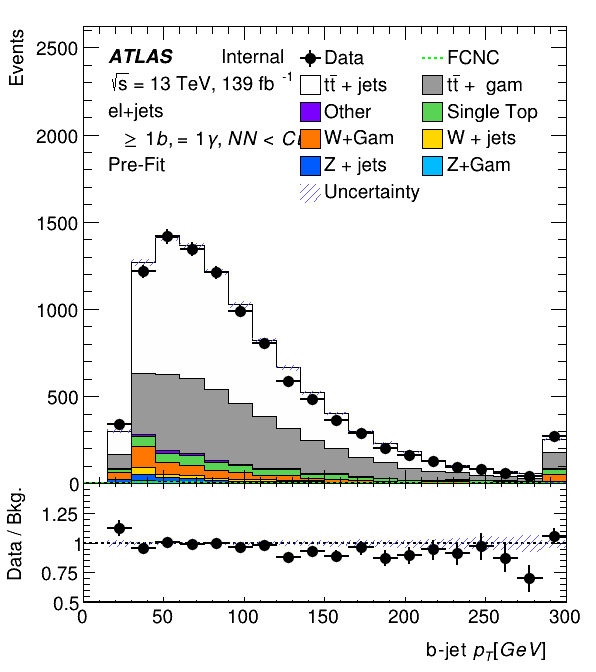 Events
2500
2000
1500
1000
500
0
ATLAS Internal
√s = 13 TeV, 139 fb -1
el+jets
≥ 1b, = 1γ, NN < C
Pre-Fit
Data
FCNC
tt̄ + jets
tt̄ + gam
Other
Single Top
W+Gam
W + jets
Z + jets
Z+Gam
Uncertainty
Data / Bkg.
1.25
1
0.75
0.5
0 50 100 150 200 250 300
b-jet pT[GeV]